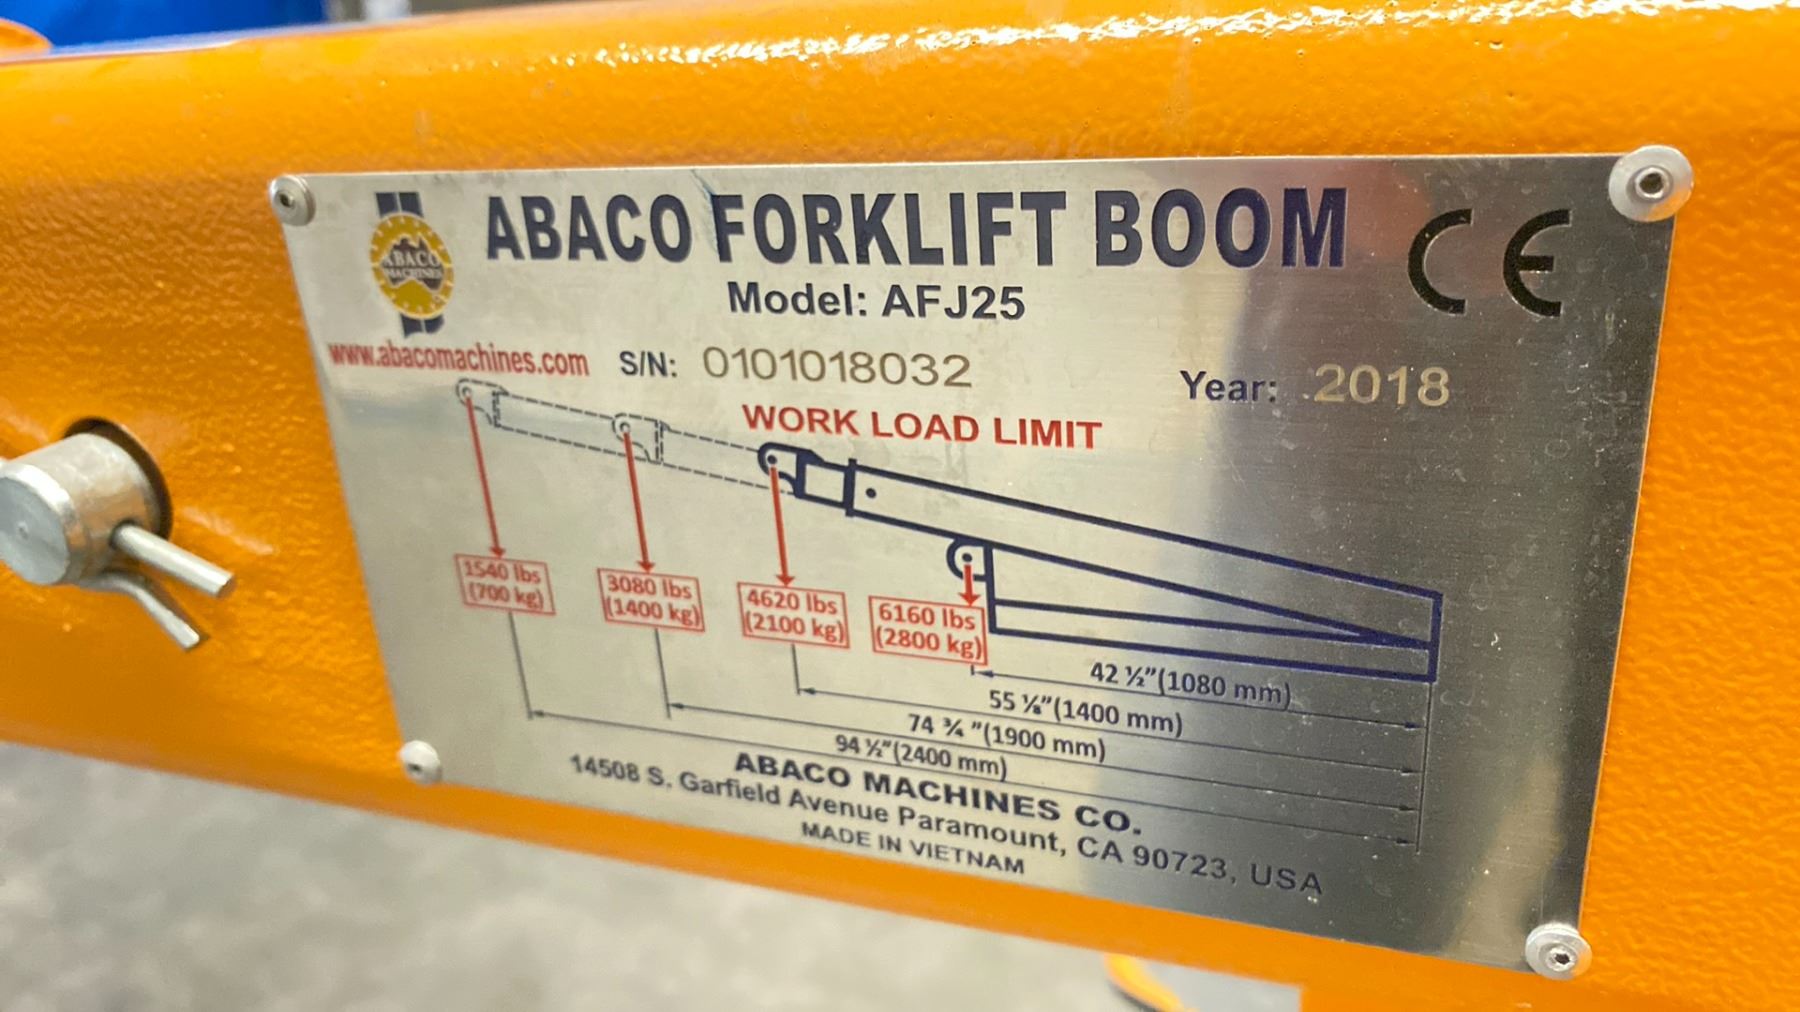 ABACO FORKLIFT BOOM
CE
ABACO
MACHINES
Model: AFJ25
www.abacomachines.com
S/N: 0101018032
Year: 2018
WORK LOAD LIMIT
1540 lbs
(700 kg)
3080 lbs
(1400 kg)
4620 lbs
(2100 kg)
6160 lbs
(2800 kg)
42 ½"(1080 mm)
55 ⅛"(1400 mm)
74 ¾ "(1900 mm)
94 ½"(2400 mm)
ABACO MACHINES CO.
14508 S. Garfield Avenue Paramount, CA 90723, USA
MADE IN VIETNAM